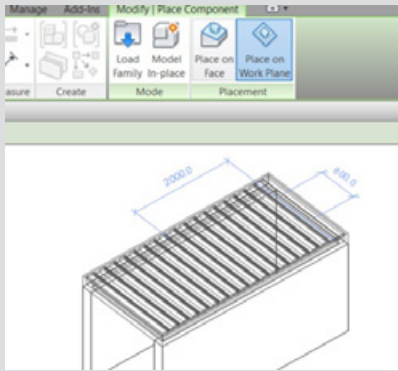 Manage Add-Ins Modify | Place Component
Load Family
Model In-place
Place on Face
Place on Work Plane
asure Create Mode Placement
2000.0
600.0